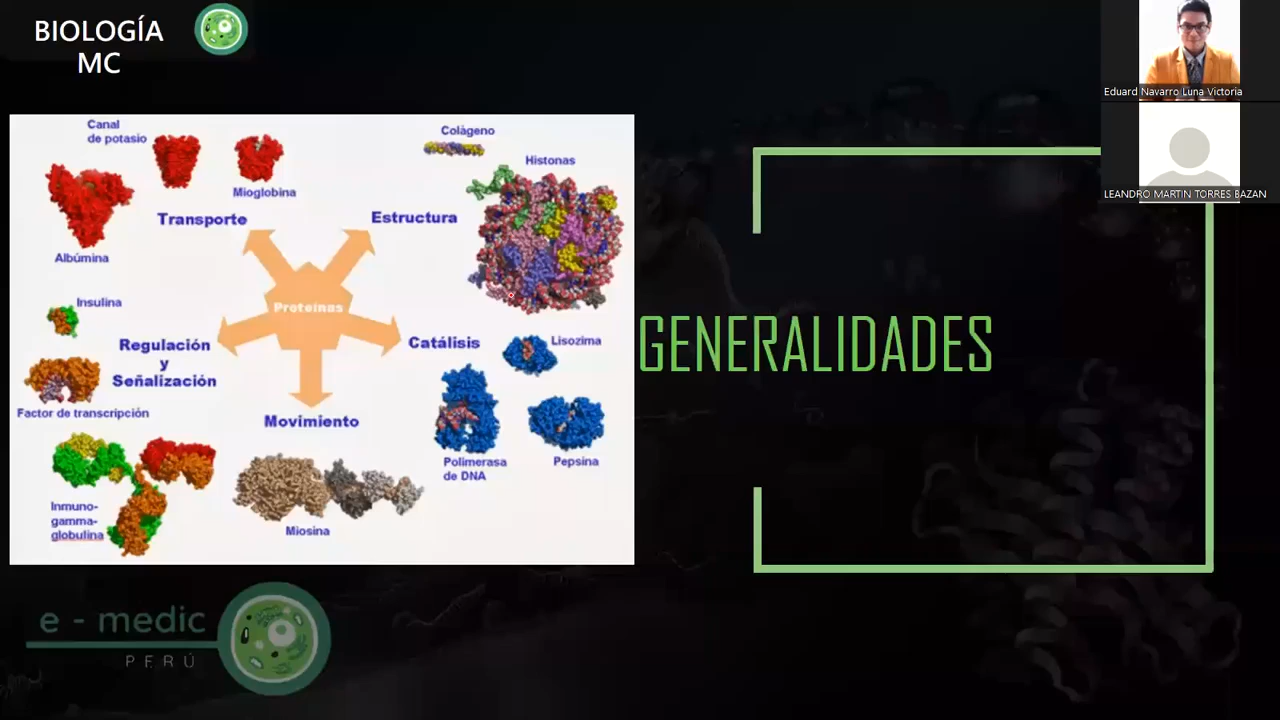 BIOLOGÍA
MC
Canal
de potasio
Mioglobina
Albúmina
Transporte
Colágeno
Histonas
Estructura
Proteínas
Insulina
Regulación
y
Señalización
Factor de transcripción
Inmuno-
gamma-
globulina
Catálisis
Lisozima
Polimerasa
de DNA
Pepsina
Movimiento
Miosina
GENERALIDADES
e - medic
PERÚ
Eduard Navarro Luna Victoria
LEANDRO MARTIN TORRES BAZAN